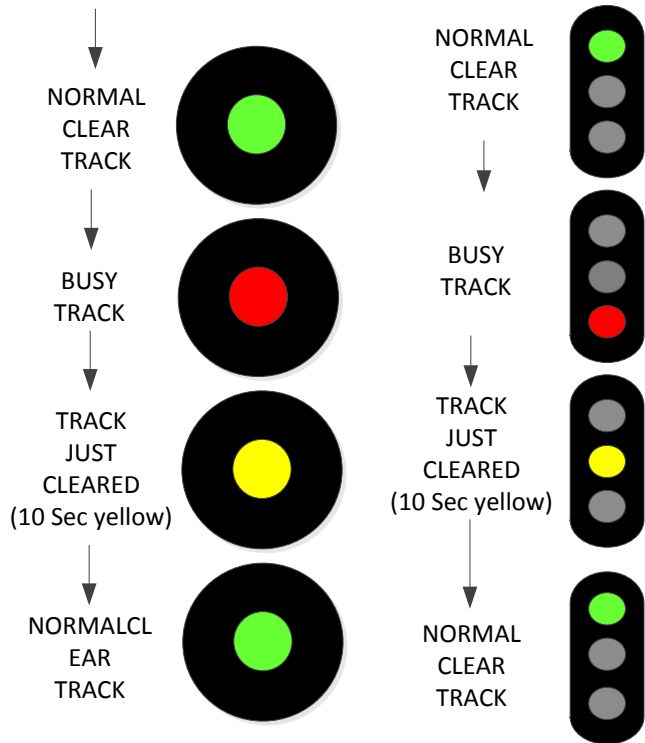 NORMAL
CLEAR
TRACK
BUSY
TRACK
TRACK
JUST
CLEARED
(10 Sec yellow)
NORMALCL
EAR
TRACK
NORMAL
CLEAR
TRACK
BUSY
TRACK
TRACK
JUST
CLEARED
(10 Sec yellow)
NORMAL
CLEAR
TRACK